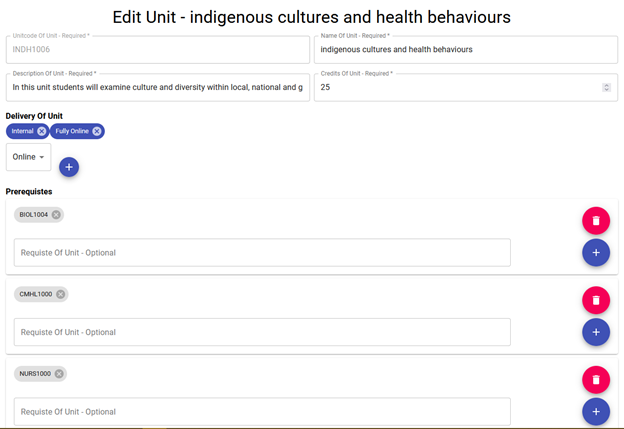 Edit Unit - indigenous cultures and health behaviours
Unitcode Of Unit - Required *
INDH1006
Name Of Unit - Required *
indigenous cultures and health behaviours
Description Of Unit - Required *
In this unit students will examine culture and diversity within local, national and g
Credits Of Unit - Required *
25
Delivery Of Unit
Internal
Fully Online
Online
Prerequistes
BIOL1004
Requiste Of Unit - Optional
CMHL1000
Requiste Of Unit - Optional
NURS1000
Requiste Of Unit - Optional